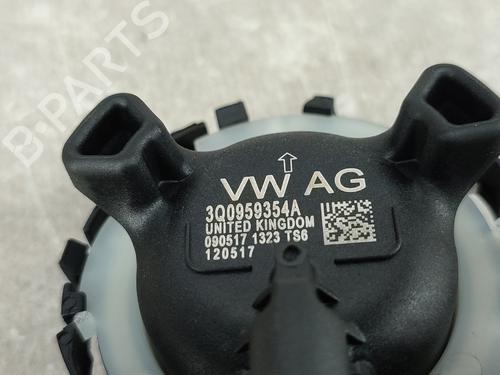 B-PARTS
VW AG
3Q0959354A
UNITED KINGDOM
090517 1323 TS6
120517